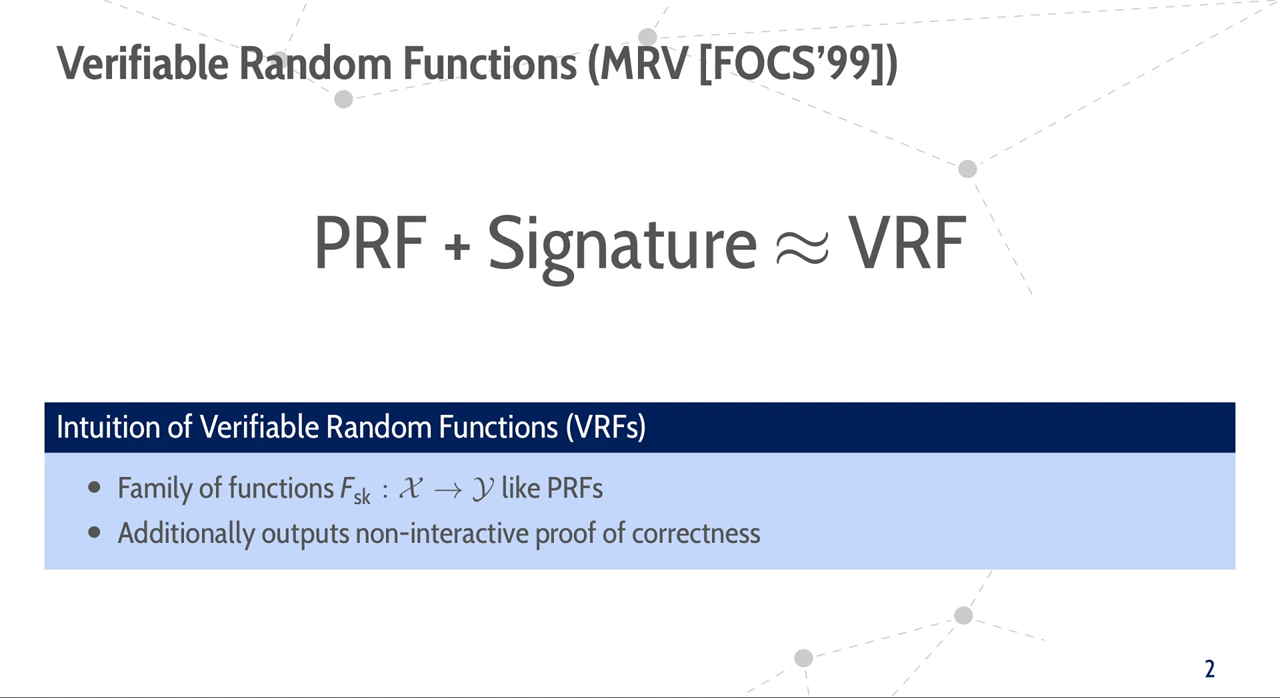 Verifiable Random Functions (MRV [FOCS’99])
PRF + Signature ≈ VRF
Intuition of Verifiable Random Functions (VRFs)
• Family of functions F_sk : 𝒳 → 𝒴 like PRFs
• Additionally outputs non-interactive proof of correctness
2